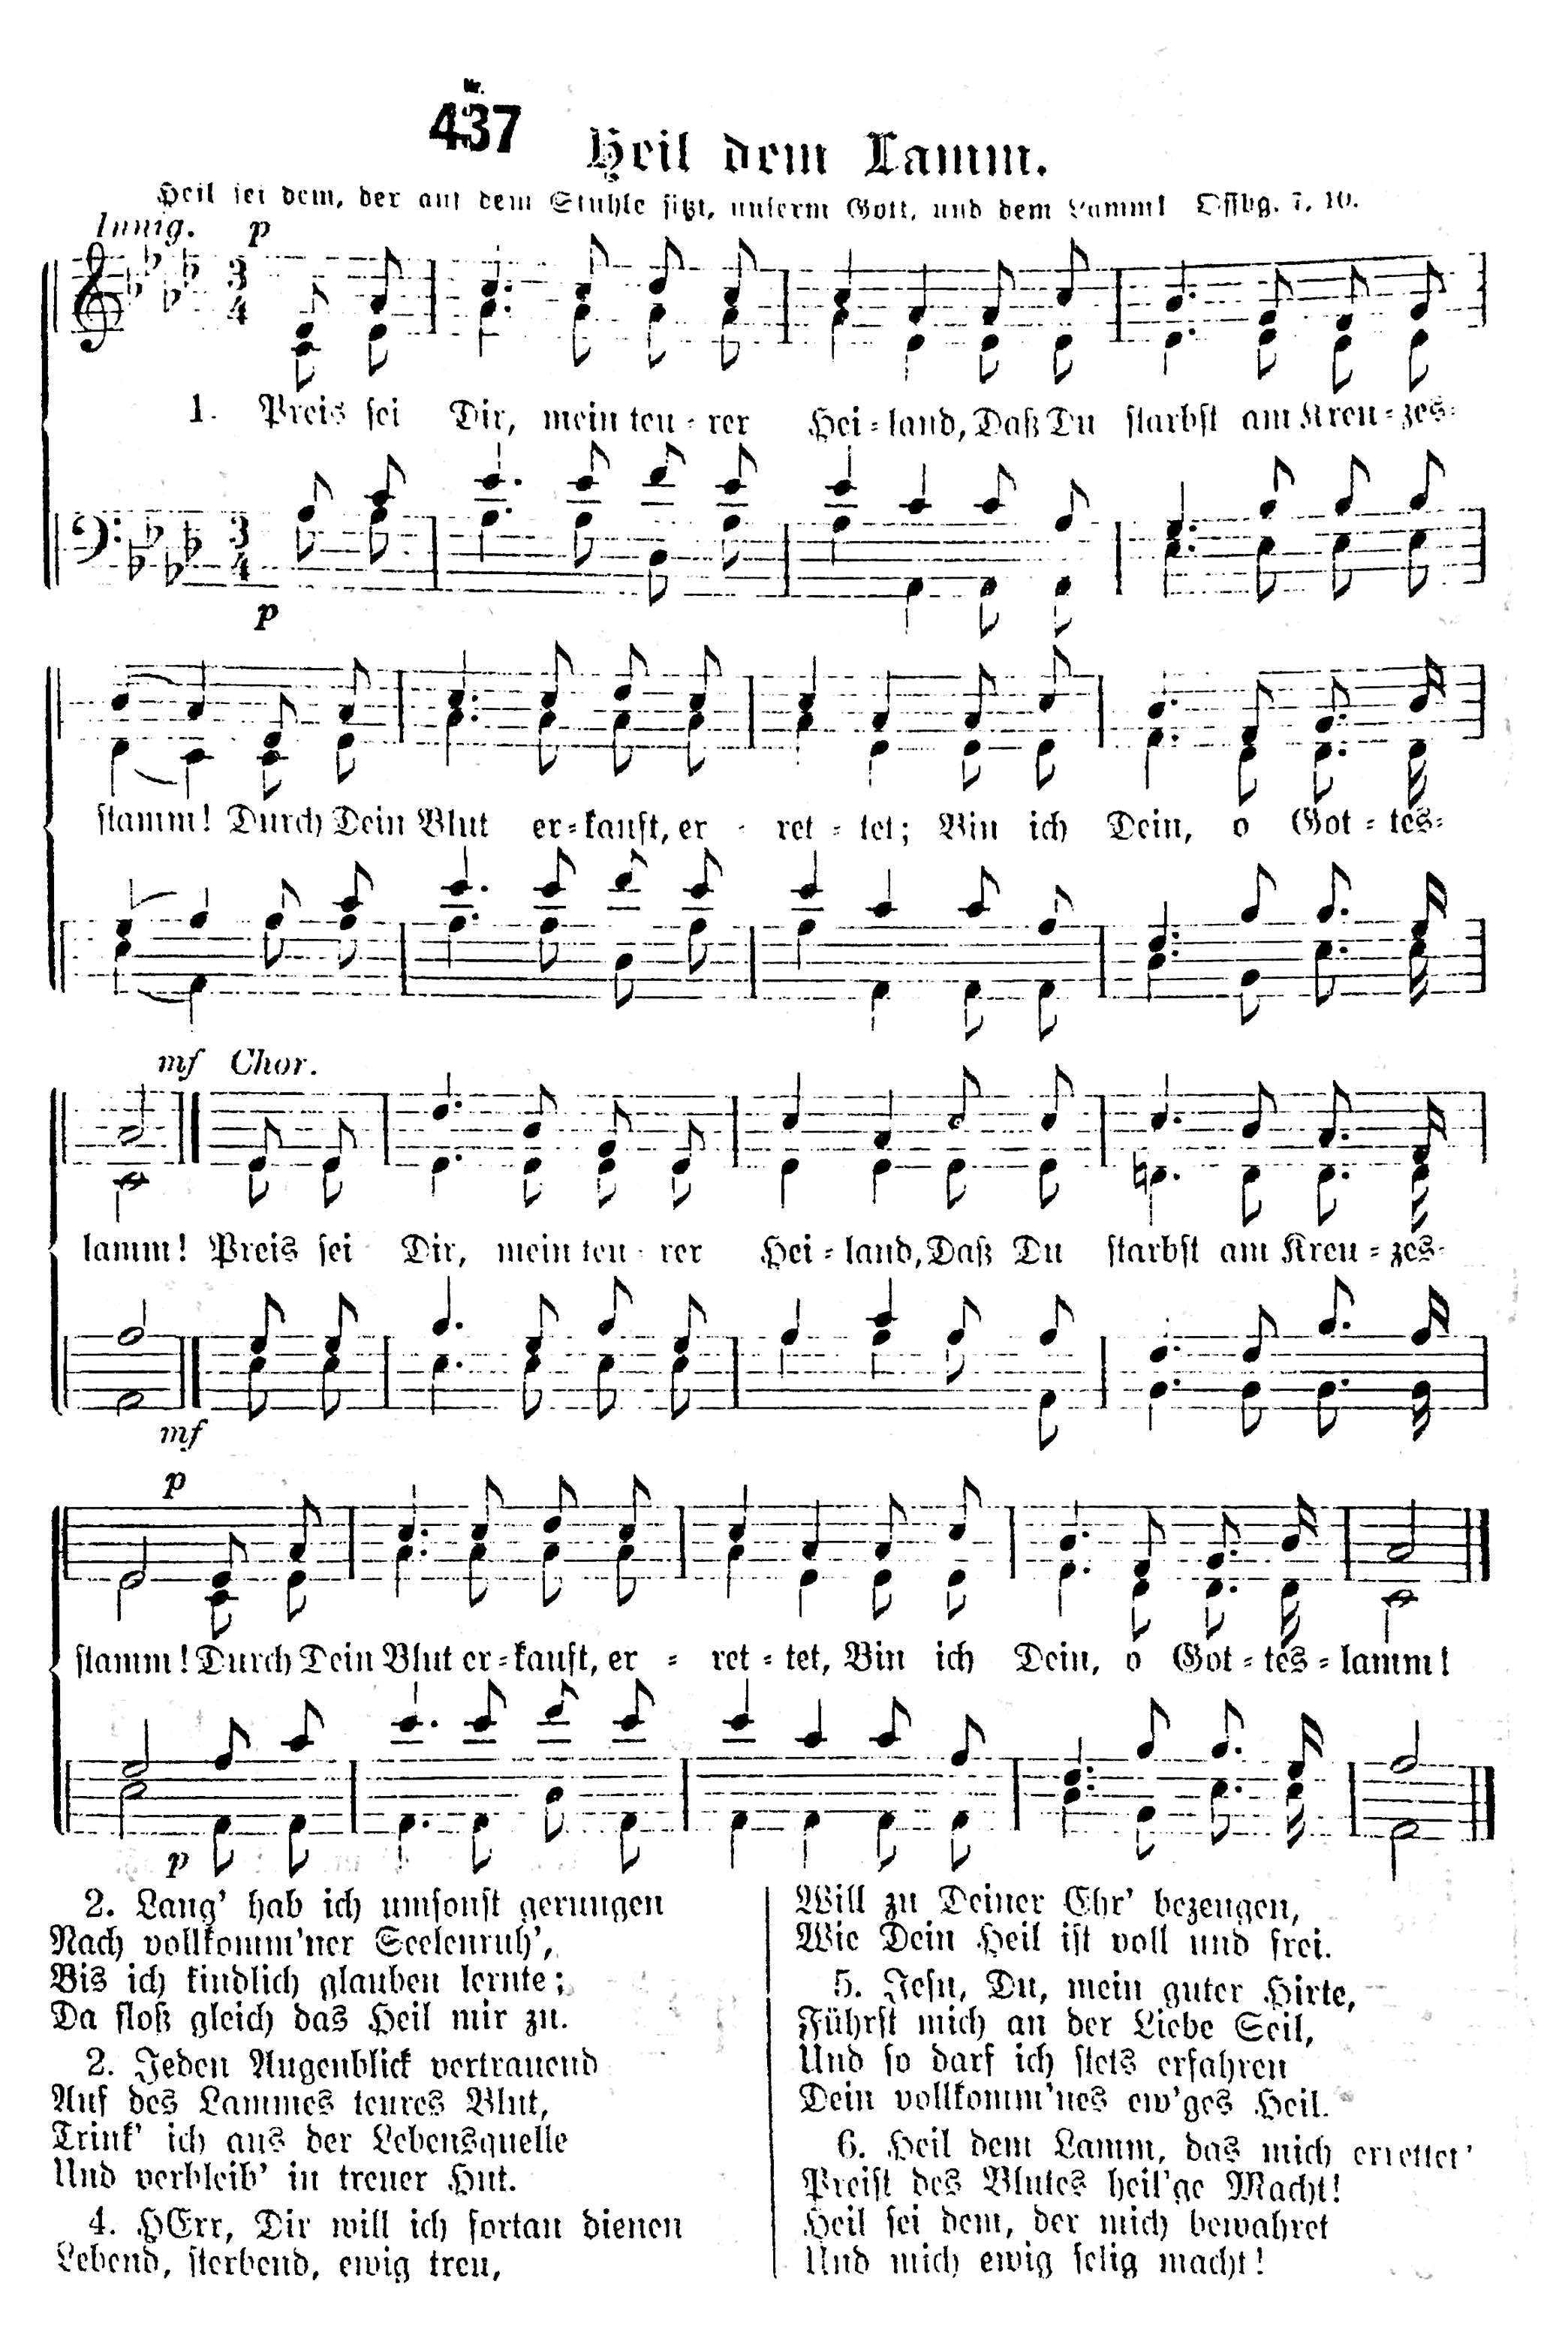 Nr.
437
Heil dem Lamm.
Heil sei dem, der auf dem Stuhle sitzt, unserm Gott, und dem Lamm! Offbg. 7, 10.
Innig. p
1. Preis sei Dir, mein teu-rer Hei-land, Daß Du starbst am Kreu-zes-
p
stamm! Durch Dein Blut er-kauft, er-ret-tet; Bin ich Dein, o Got-tes-
mf Chor.
lamm! Preis sei Dir, mein teu-rer Hei-land, Daß Du starbst am Kreu-zes-
mf
p
stamm! Durch Dein Blut er-kauft, er-ret-tet, Bin ich Dein, o Got-tes-lamm!
p
2. Lang' hab ich umsonst gerungen
Nach vollkomm'ner Seelenruh',
Bis ich kindlich glauben lernte;
Da floß gleich das Heil mir zu.
2. Jeden Augenblick vertrauend
Auf des Lammes teures Blut,
Trink' ich aus der Lebensquelle
Und verbleib' in treuer Hut.
4. HErr, Dir will ich fortan dienen
Lebend, sterbend, ewig treu,
Will zu Deiner Ehr' bezeugen,
Wie Dein Heil ist voll und frei.
5. Jesu, Du, mein guter Hirte,
Führst mich an der Liebe Seil,
Und so darf ich stets erfahren
Dein vollkomm'nes ew'ges Heil.
6. Heil dem Lamm, das mich errettet'
Preist des Blutes heil'ge Macht!
Heil sei dem, der mich bewahret
Und mich ewig selig macht!